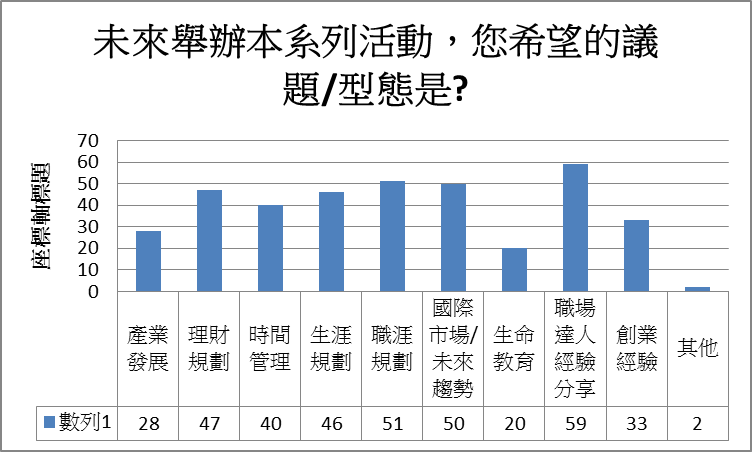 未來舉辦本系列活動，您希望的議
題/型態是?
座標軸標題
70
60
50
40
30
20
10
0
產業
發展
理財
規劃
時間
管理
生涯
規劃
職涯
規劃
國際
市場/
未來
趨勢
生命
教育
職場
達人
經驗
分享
創業
經驗
其他
數列1 28 47 40 46 51 50 20 59 33 2